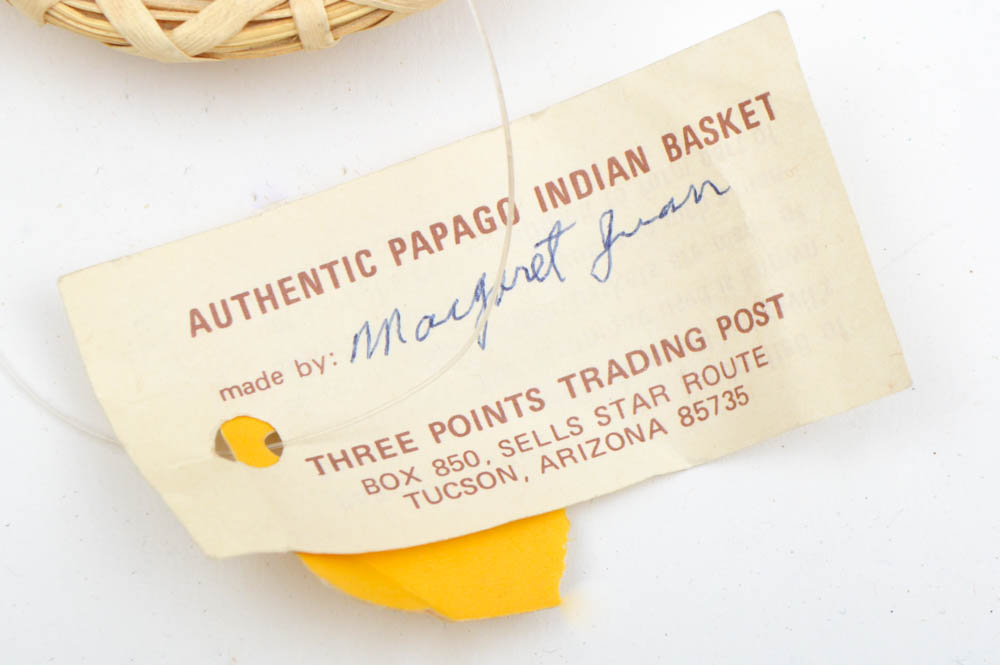 AUTHENTIC PAPAGO INDIAN BASKET
made by: Margaret Juan
THREE POINTS TRADING POST
BOX 850, SELLS STAR ROUTE
TUCSON, ARIZONA 85735